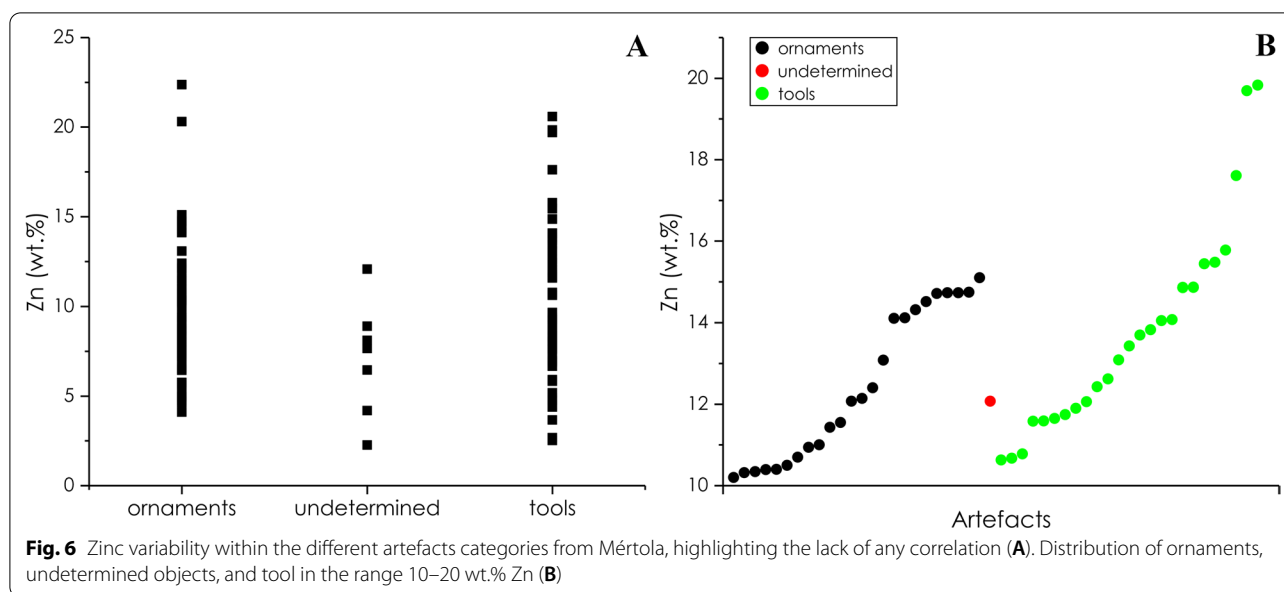 A
25
20
15
10
5
0
Zn (wt.%)
ornaments
undetermined
tools
B
ornaments
undetermined
tools
20
18
16
14
12
10
Zn (wt.%)
Artefacts
Fig. 6 Zinc variability within the different artefacts categories from Mértola, highlighting the lack of any correlation (A). Distribution of ornaments,
undetermined objects, and tool in the range 10–20 wt.% Zn (B)